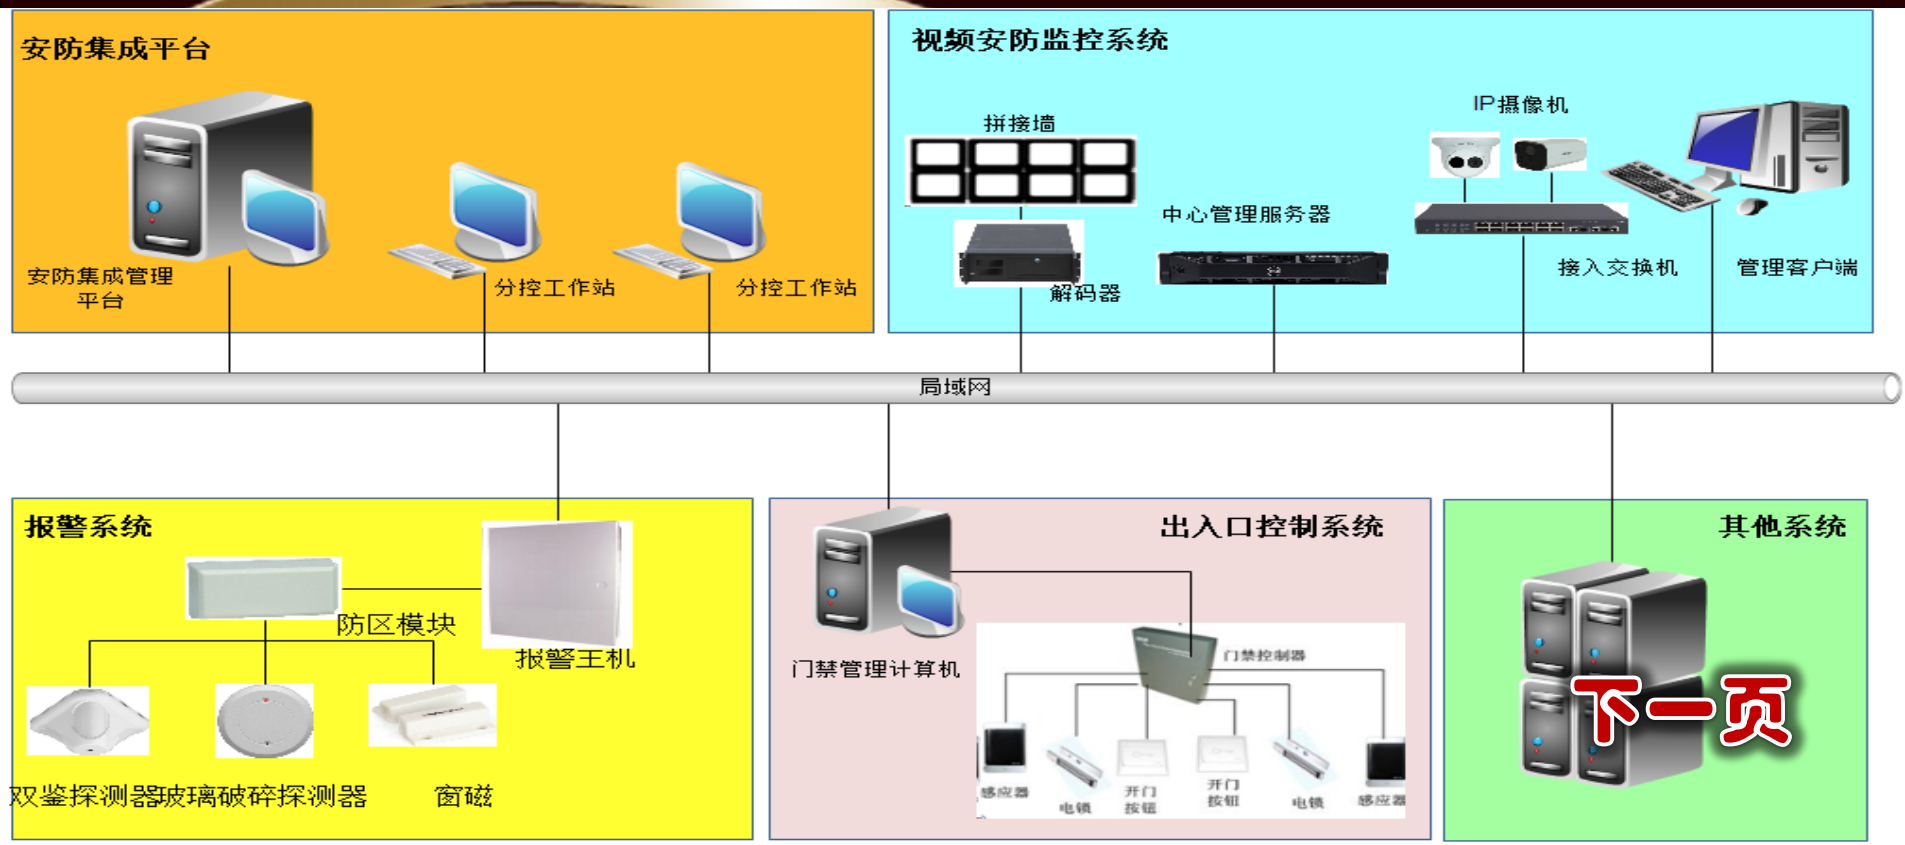 安防集成平台
视频安防监控系统
拼接墙
IP摄像机
中心管理服务器
安防集成管理
平台
分控工作站
分控工作站
解码器
接入交换机
管理客户端
局域网
报警系统
防区模块
报警主机
双鉴探测器
玻璃破碎探测器
窗磁
出入口控制系统
门禁管理计算机
门禁控制器
感应器
电锁
开门
按钮
开门
按钮
电锁
感应器
其他系统
下一页